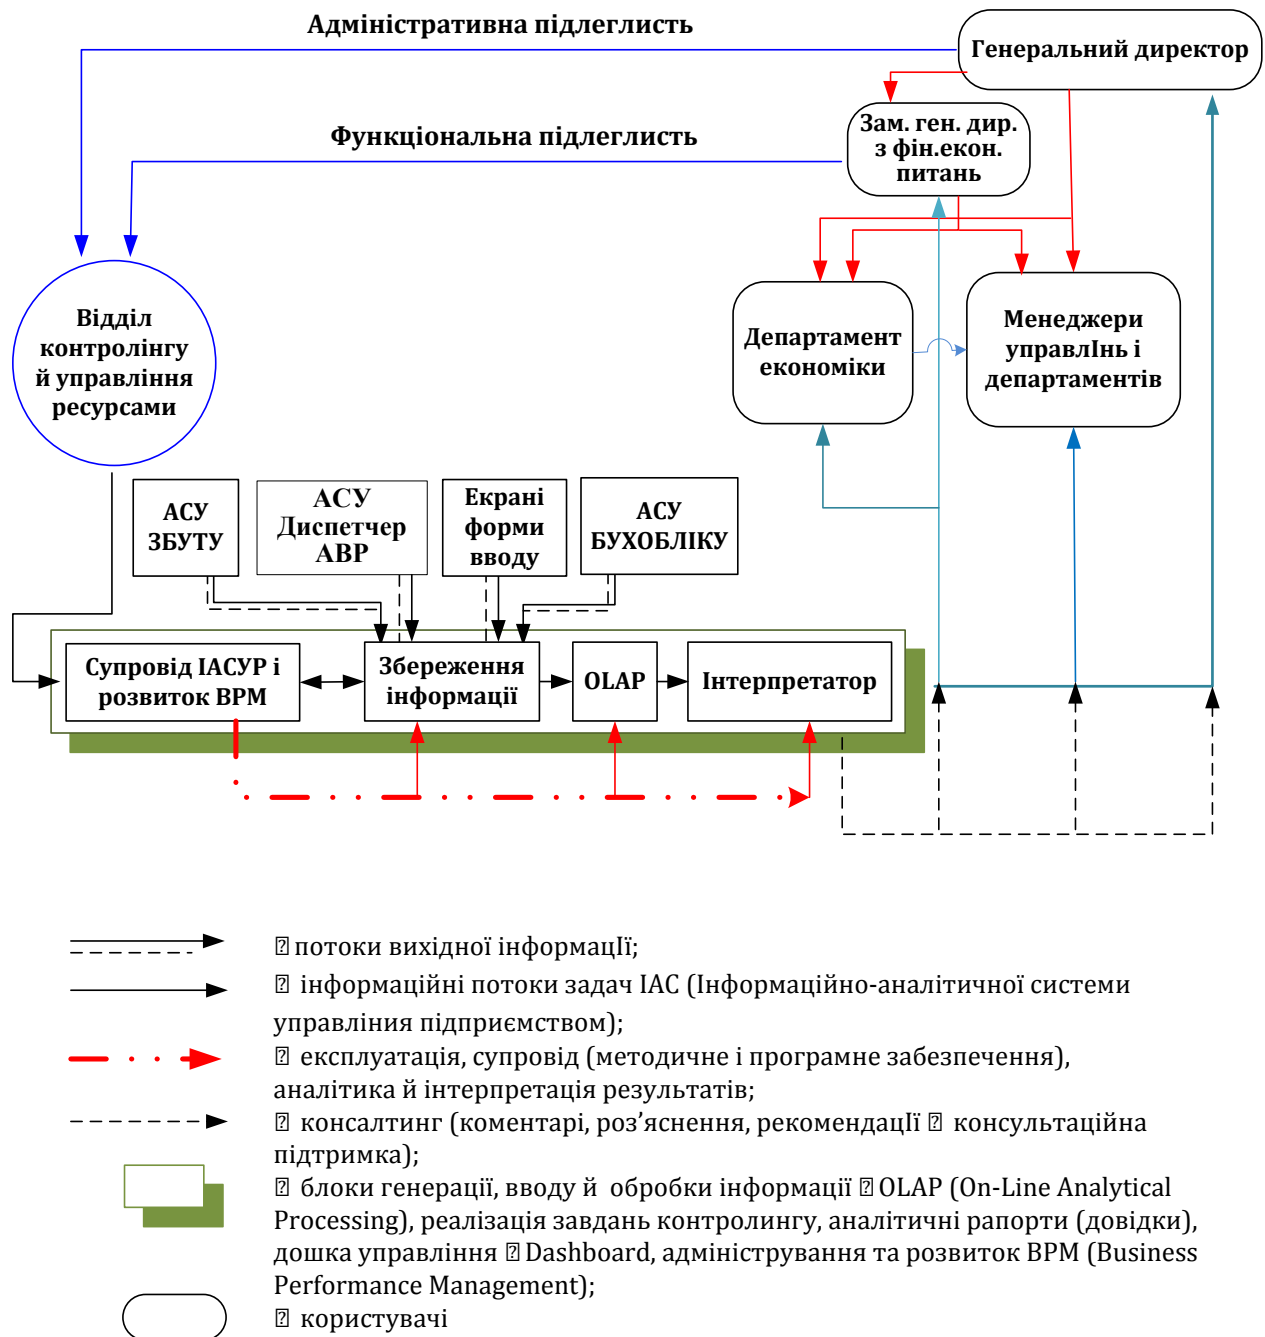 Адміністративна підлеглисть
Генеральний директор
Зам. ген. дир.
з фін.екон.
питань
Функціональна підлеглисть
Відділ
контролінгу
й управління
ресурсами
Департамент
економіки
Менеджери
управлІнь і
департаментів
АСУ
ЗБУТУ
АСУ
Диспетчер
АВР
Екрані
форми
вводу
АСУ
БУХОБЛІКУ
Супровід ІАСУР і
розвиток ВРМ
Збереження
інформації
OLAP
Інтерпретатор
потоки вихідної інформацІї;
інформаційні потоки задач ІАС (Інформаційно-аналітичної системи
управліния підприємством);
експлуатація, супровід (методичне і програмне забезпечення),
аналітика й інтерпретація результатів;
консалтинг (коментарі, роз’яснення, рекомендацІї консультаційна
підтримка);
блоки генерації, вводу й обробки інформації OLAP (On-Line Analytical
Processing), реалізація завдань контролингу, аналітичні рапорти (довідки),
дошка управління Dashboard, адміністрування та розвиток BPM (Business
Performance Management);
користувачі